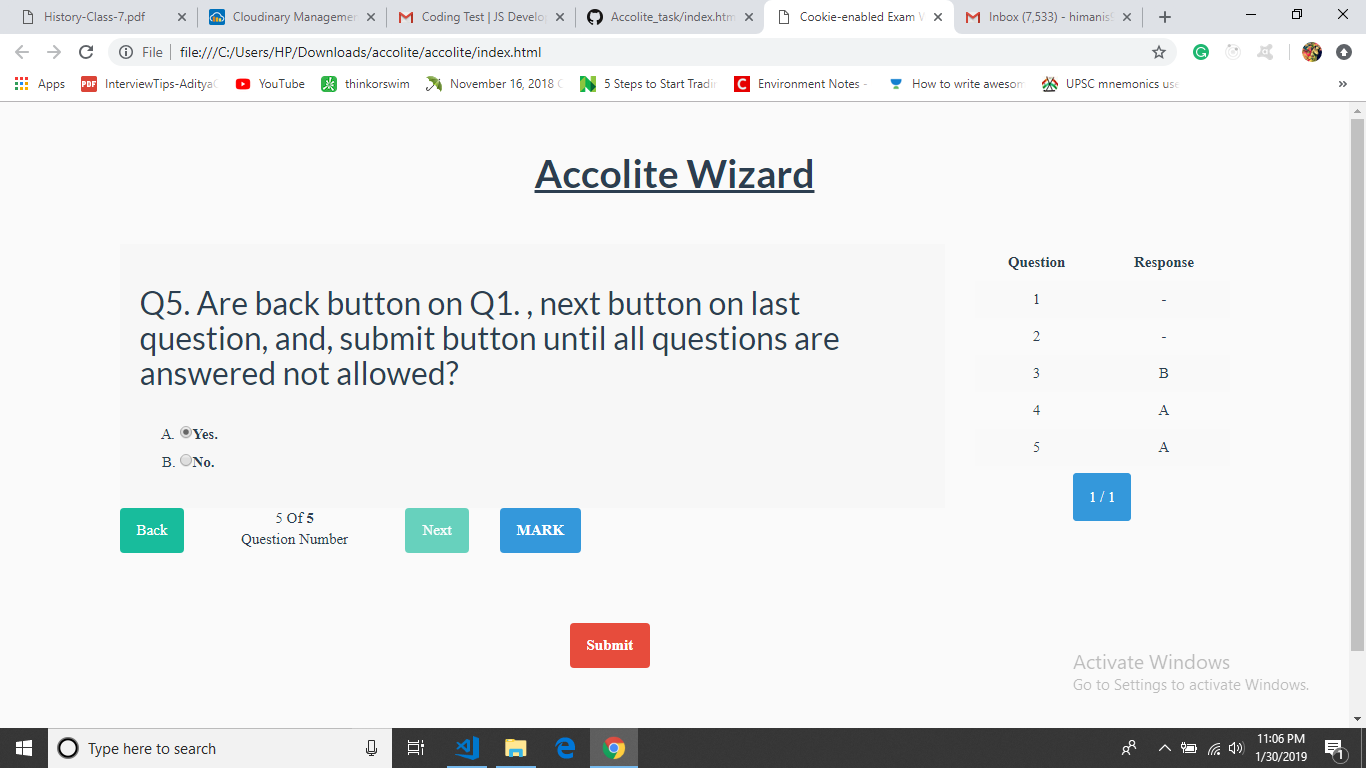 History-Class-7.pdf
Cloudinary Managemen
Coding Test | JS Develo
Accolite_task/index.htm
Cookie-enabled Exam W
Inbox (7,533) - himanis
File
file:///C:/Users/HP/Downloads/accolite/accolite/index.html
Apps
InterviewTips-Aditya
YouTube
thinkorswim
November 16, 2018
5 Steps to Start Tradi
Environment Notes -
How to write aweson
UPSC mnemonics use
Accolite Wizard
Q5. Are back button on Q1. , next button on last
question, and, submit button until all questions are
answered not allowed?
A. Yes.
B. No.
Back
5 Of 5
Question Number
Next
MARK
Question Response
1 -
2 -
3 B
4 A
5 A
1 / 1
Submit
Activate Windows
Go to Settings to activate Windows.
Type here to search
11:06 PM
1/30/2019
1